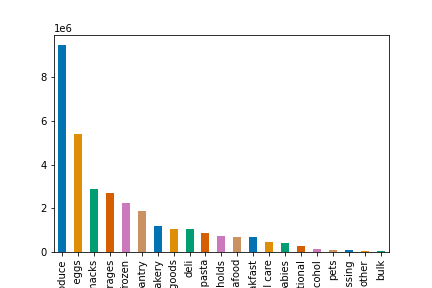 1e6
8
6
4
2
0
oduce
eggs
nacks
rages
rozen
antry
akery
goods
deli
pasta
holds
afood
kfast
l care
abies
tional
cohol
pets
ssing
other
bulk